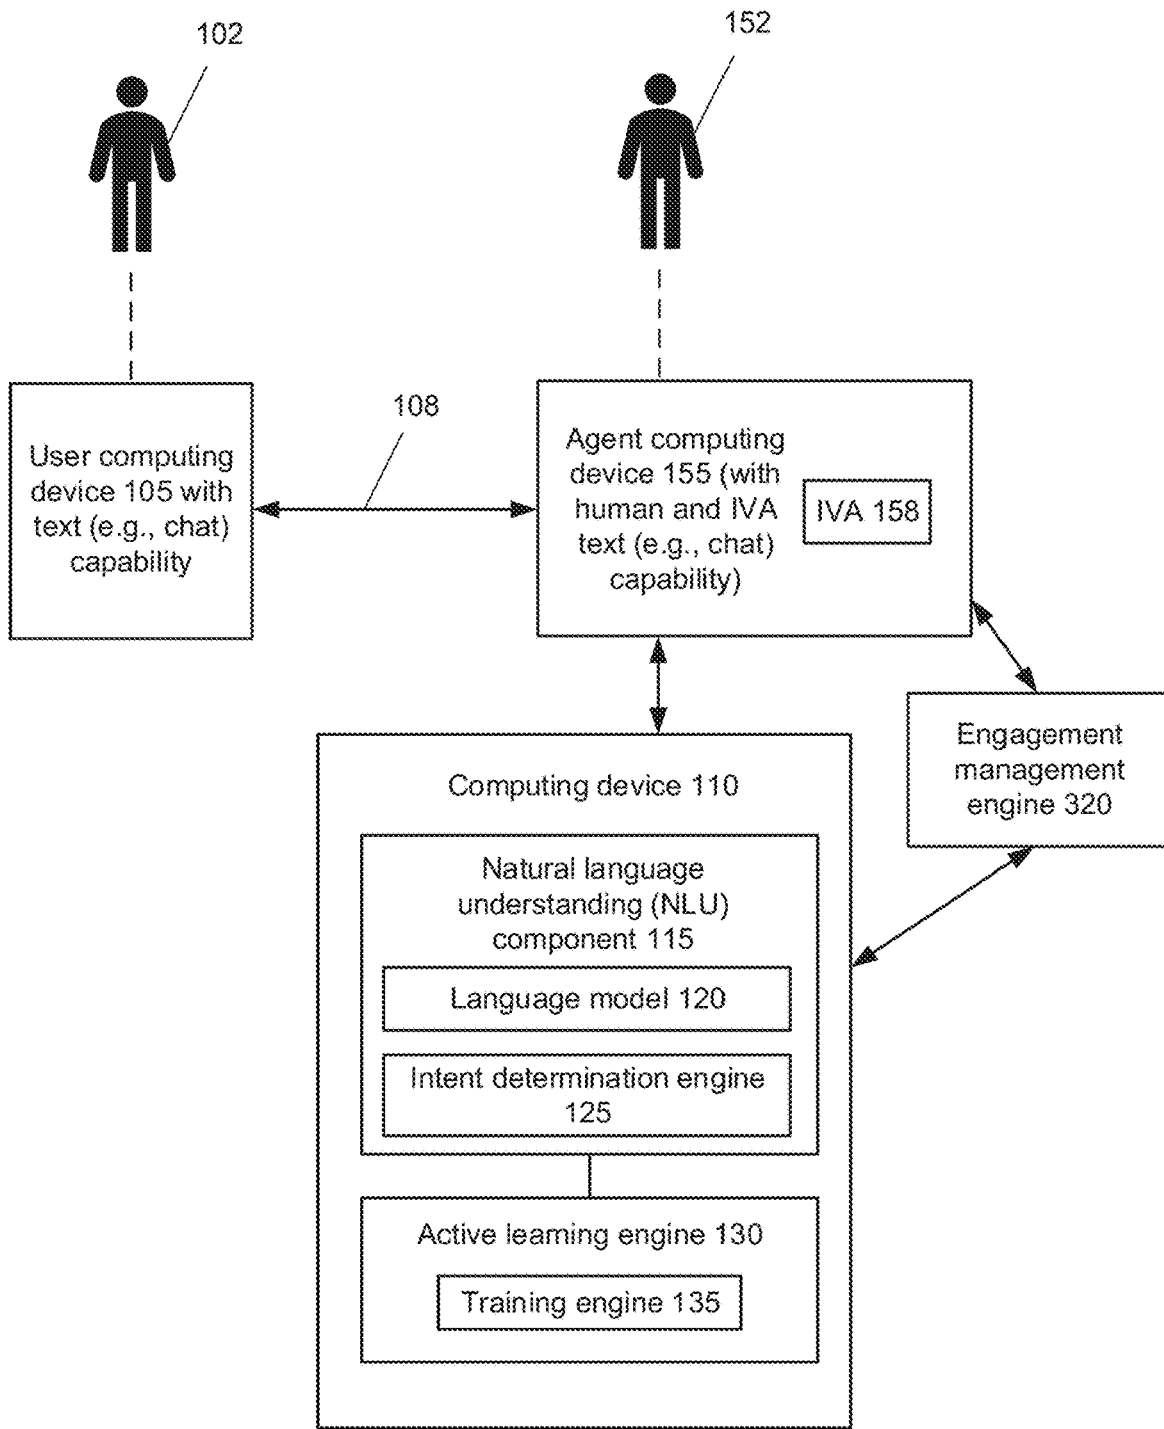 102
152
108
User computing
device 105 with
text (e.g., chat)
capability
Agent computing
device 155 (with
human and IVA
text (e.g., chat)
capability)
IVA 158
Engagement
management
engine 320
Computing device 110
Natural language
understanding (NLU)
component 115
Language model 120
Intent determination engine
125
Active learning engine 130
Training engine 135